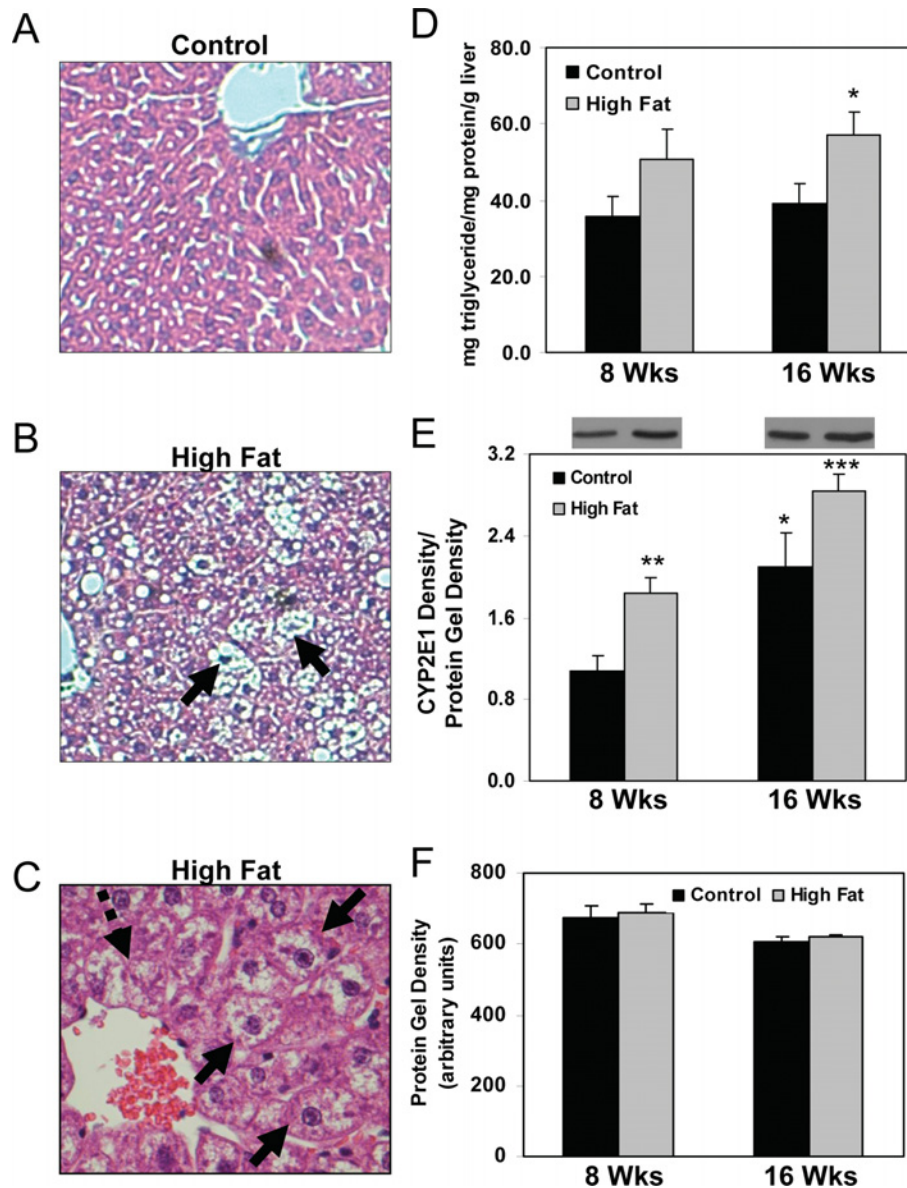 A
Control
B
High Fat
C
High Fat
D
mg triglyceride/mg protein/g liver
80.0
60.0
40.0
20.0
0.0
Control
High Fat
*
8 Wks
16 Wks
E
CYP2E1 Density/
Protein Gel Density
3.2
2.4
1.6
0.8
0.0
Control
High Fat
**
*
***
8 Wks
16 Wks
F
Protein Gel Density
(arbitrary units)
800
600
400
200
0
Control
High Fat
8 Wks
16 Wks